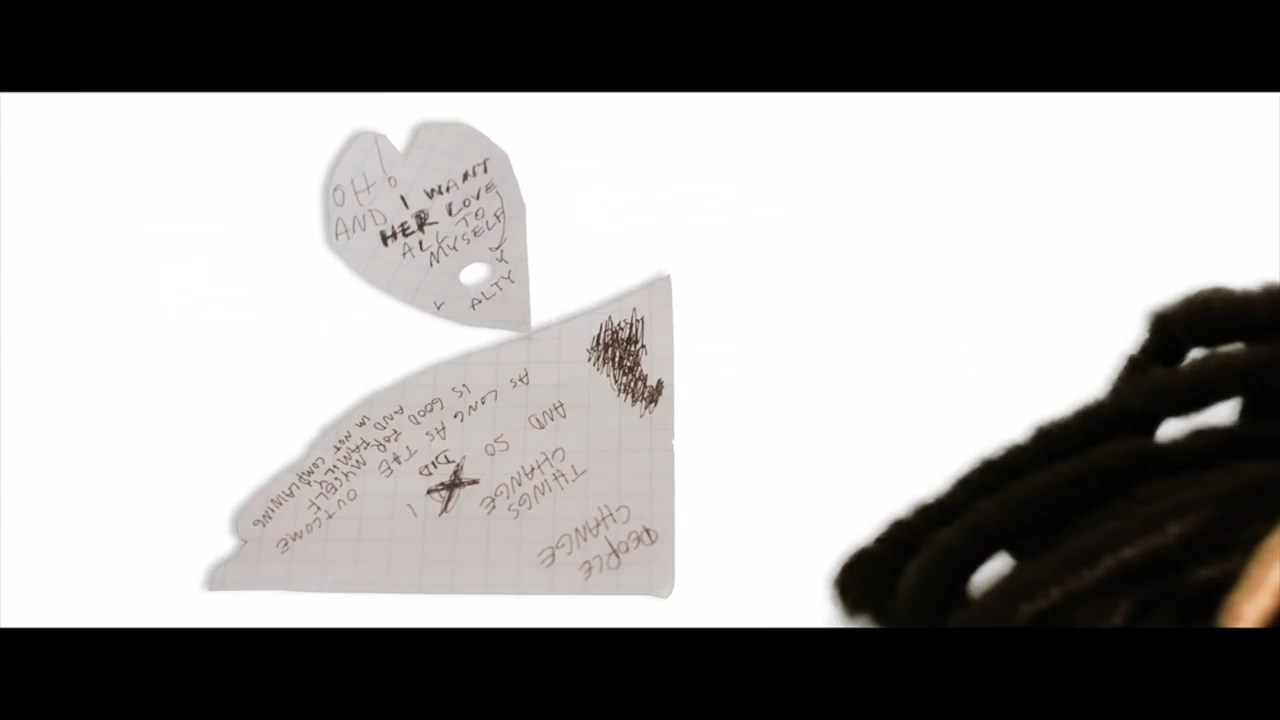 OH!
AND I WANT
HER LOVE
ALL TO
MYSELF
ALTY
PEOPLE
CHANGE
THINGS
CHANGE
AND SO DID I
AS LONG AS THE OUTCOME
IS GOOD FOR MYSELF
AND FAMILY
IM NOT COMPLAINING